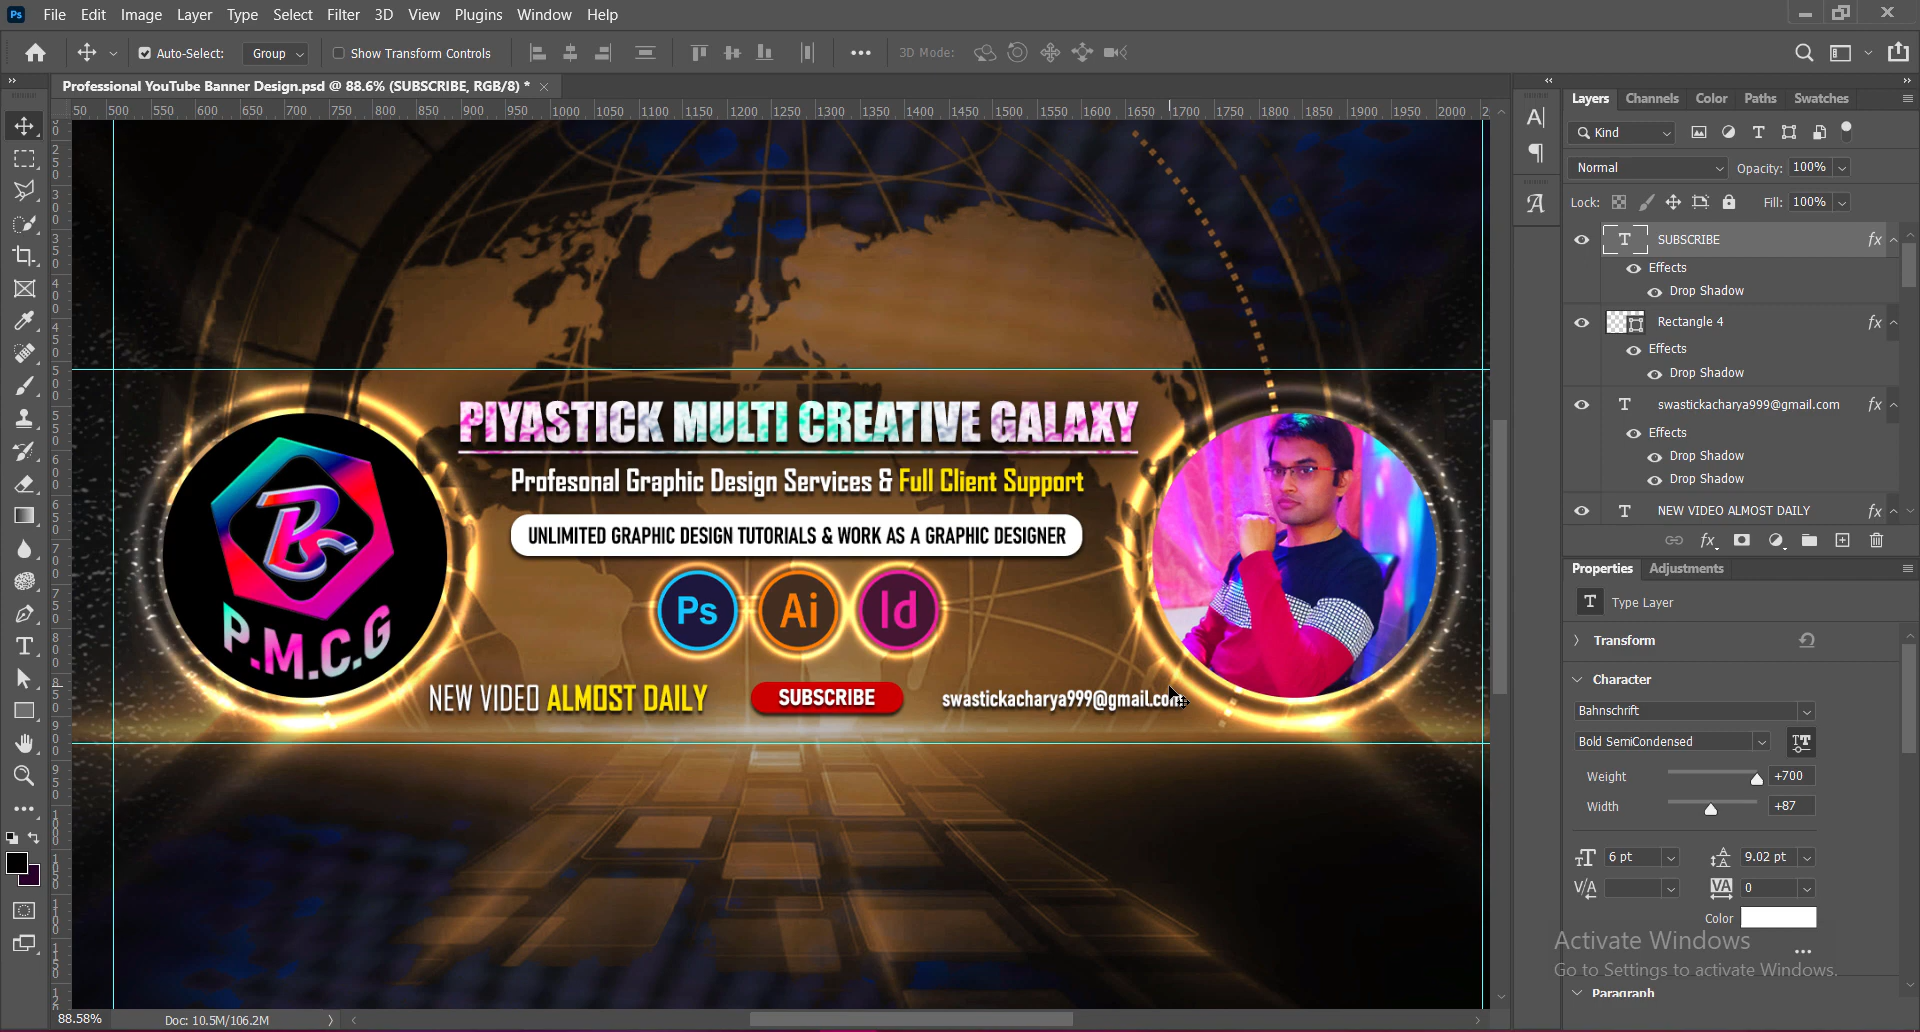 Ps File Edit Image Layer Type Select Filter 3D View Plugins Window Help
Auto-Select: Group Show Transform Controls 3D Mode:
Professional YouTube Banner Design.psd @ 88.6% (SUBSCRIBE, RGB/8) *
50 500 600 650 700 750 800 850 900 950 1000 1050 1100 1150 1200 1250 1300 1350 1400 1450 1500 1550 1600 1650 1700 1750 1800 1850 1900 1950 2000
PIYASTICK MULTI CREATIVE GALAXY
Profesonal Graphic Design Services & Full Client Support
UNLIMITED GRAPHIC DESIGN TUTORIALS & WORK AS A GRAPHIC DESIGNER
Ps Ai Id
B
P.M.C.G
NEW VIDEO ALMOST DAILY
SUBSCRIBE
swastickacharya999@gmail.com
88.58% Doc: 10.5M/106.2M
Layers Channels Color Paths Swatches
Kind
Normal Opacity: 100%
Lock: Fill: 100%
T SUBSCRIBE fx
Effects
Drop Shadow
Rectangle 4 fx
Effects
Drop Shadow
T swastickacharya999@gmail.com fx
Effects
Drop Shadow
Drop Shadow
T NEW VIDEO ALMOST DAILY fx
Properties Adjustments
T Type Layer
Transform
Character
Bahnschrift
Bold SemiCondensed
Weight +700
Width +87
6 pt 9.02 pt
V/A VA 0
Color
Activate Windows
Go to Settings to activate Windows.
Paragraph